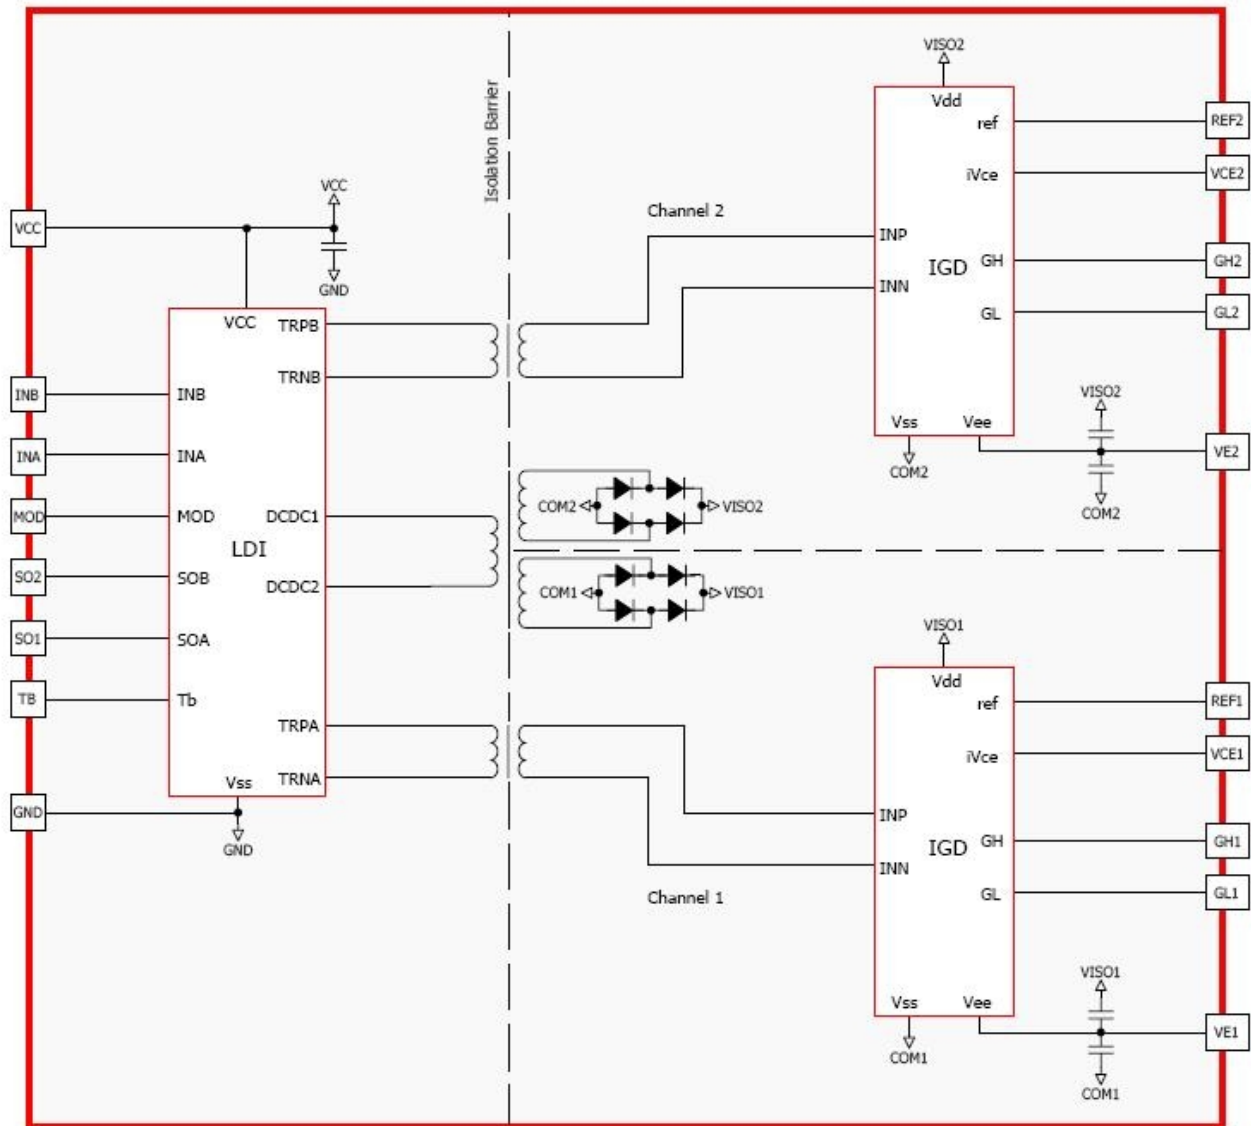 VISO2
Vdd
ref
REF2
iVce
VCE2
Isolation Barrier
VCC
Channel 2
VCC
INP
IGD
GH
GH2
INN
GND
GL
GL2
VCC
TRPB
TRNB
INB
INB
VISO2
Vss
Vee
VE2
INA
INA
COM2
COM2
VISO2
COM2
MOD
MOD
DCDC1
LDI
SO2
SOB
DCDC2
COM1
VISO1
SO1
SOA
VISO1
Vdd
TB
Tb
ref
REF1
TRPA
iVce
VCE1
TRNA
Vss
GND
INP
GND
IGD
GH
GH1
INN
GL
GL1
Channel 1
VISO1
Vss
Vee
VE1
COM1
COM1